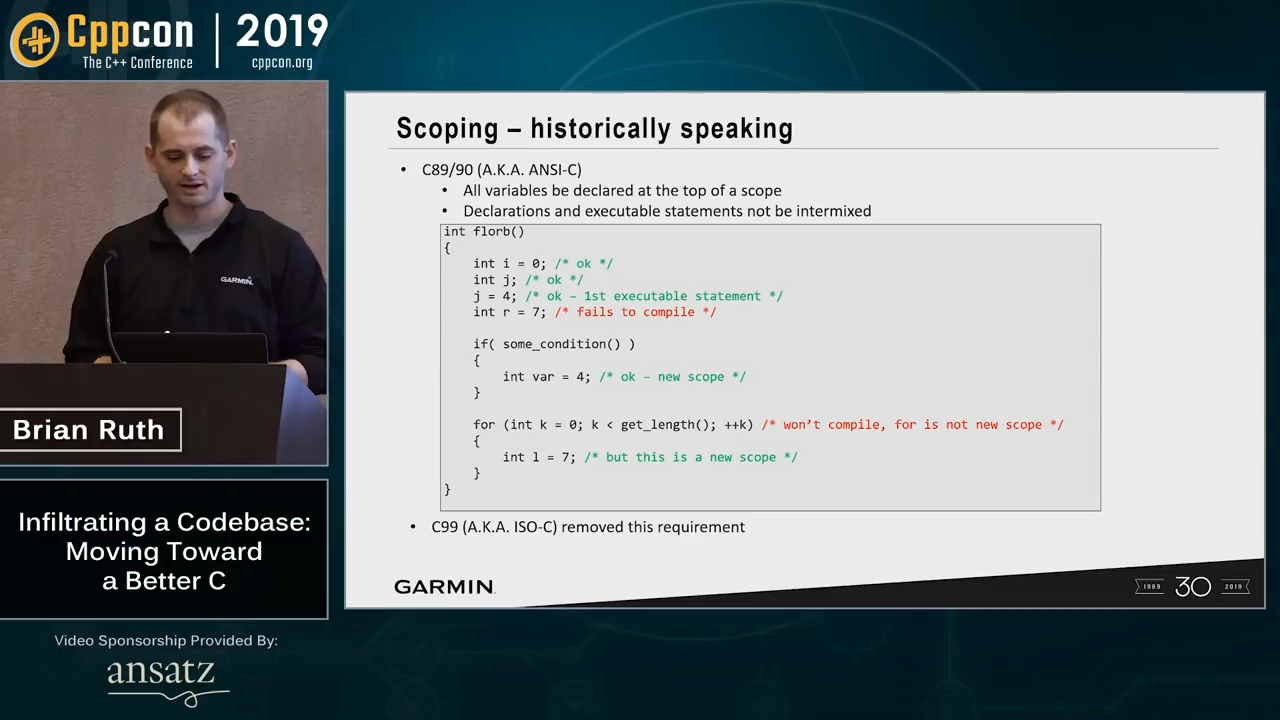 Cppcon
The C++ Conference
2019
cppcon.org
GARMIN
Brian Ruth
Infiltrating a Codebase:
Moving Toward
a Better C
Video Sponsorship Provided By:
ansatz
Scoping – historically speaking
• C89/90 (A.K.A. ANSI-C)
• All variables be declared at the top of a scope
• Declarations and executable statements not be intermixed
int florb()
{
int i = 0; /* ok */
int j; /* ok */
j = 4; /* ok – 1st executable statement */
int r = 7; /* fails to compile */
if( some_condition() )
{
int var = 4; /* ok – new scope */
}
for (int k = 0; k < get_length(); ++k) /* won’t compile, for is not new scope */
{
int l = 7; /* but this is a new scope */
}
}
• C99 (A.K.A. ISO-C) removed this requirement
GARMIN
1989 30 2019